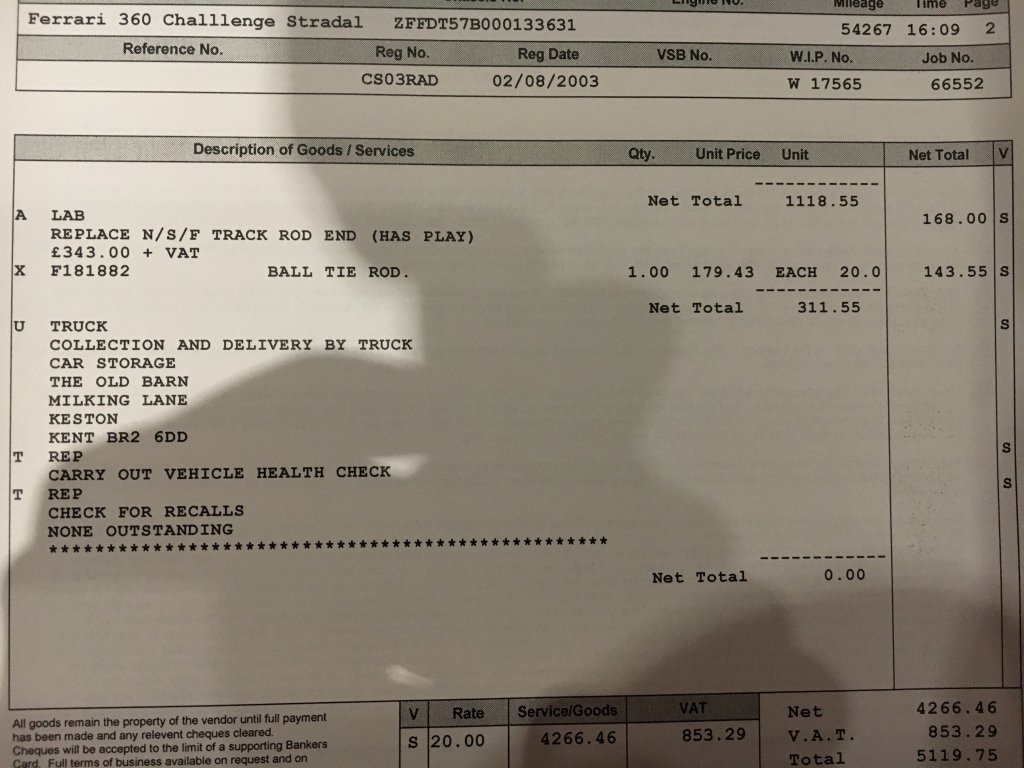 Engine No. Mileage Time Page
Ferrari 360 Challlenge Stradal ZFFDT57B000133631 54267 16:09 2
Reference No. Reg No. Reg Date VSB No. W.I.P. No. Job No.
CS03RAD 02/08/2003 W 17565 66552
Description of Goods / Services Qty. Unit Price Unit Net Total V
Net Total 1118.55
A LAB 168.00 S
REPLACE N/S/F TRACK ROD END (HAS PLAY)
£343.00 + VAT
X F181882 BALL TIE ROD. 1.00 179.43 EACH 20.0 143.55 S
Net Total 311.55
U TRUCK S
COLLECTION AND DELIVERY BY TRUCK
CAR STORAGE
THE OLD BARN
MILKING LANE
KESTON
KENT BR2 6DD
T REP S
CARRY OUT VEHICLE HEALTH CHECK
T REP S
CHECK FOR RECALLS
NONE OUTSTANDING
************************************************
Net Total 0.00
All goods remain the property of the vendor until full payment
has been made and any relevent cheques cleared.
Cheques will be accepted to the limit of a supporting Bankers
Card. Full terms of business available on request and on
V Rate Service/Goods VAT
S 20.00 4266.46 853.29
Net 4266.46
V.A.T. 853.29
Total 5119.75